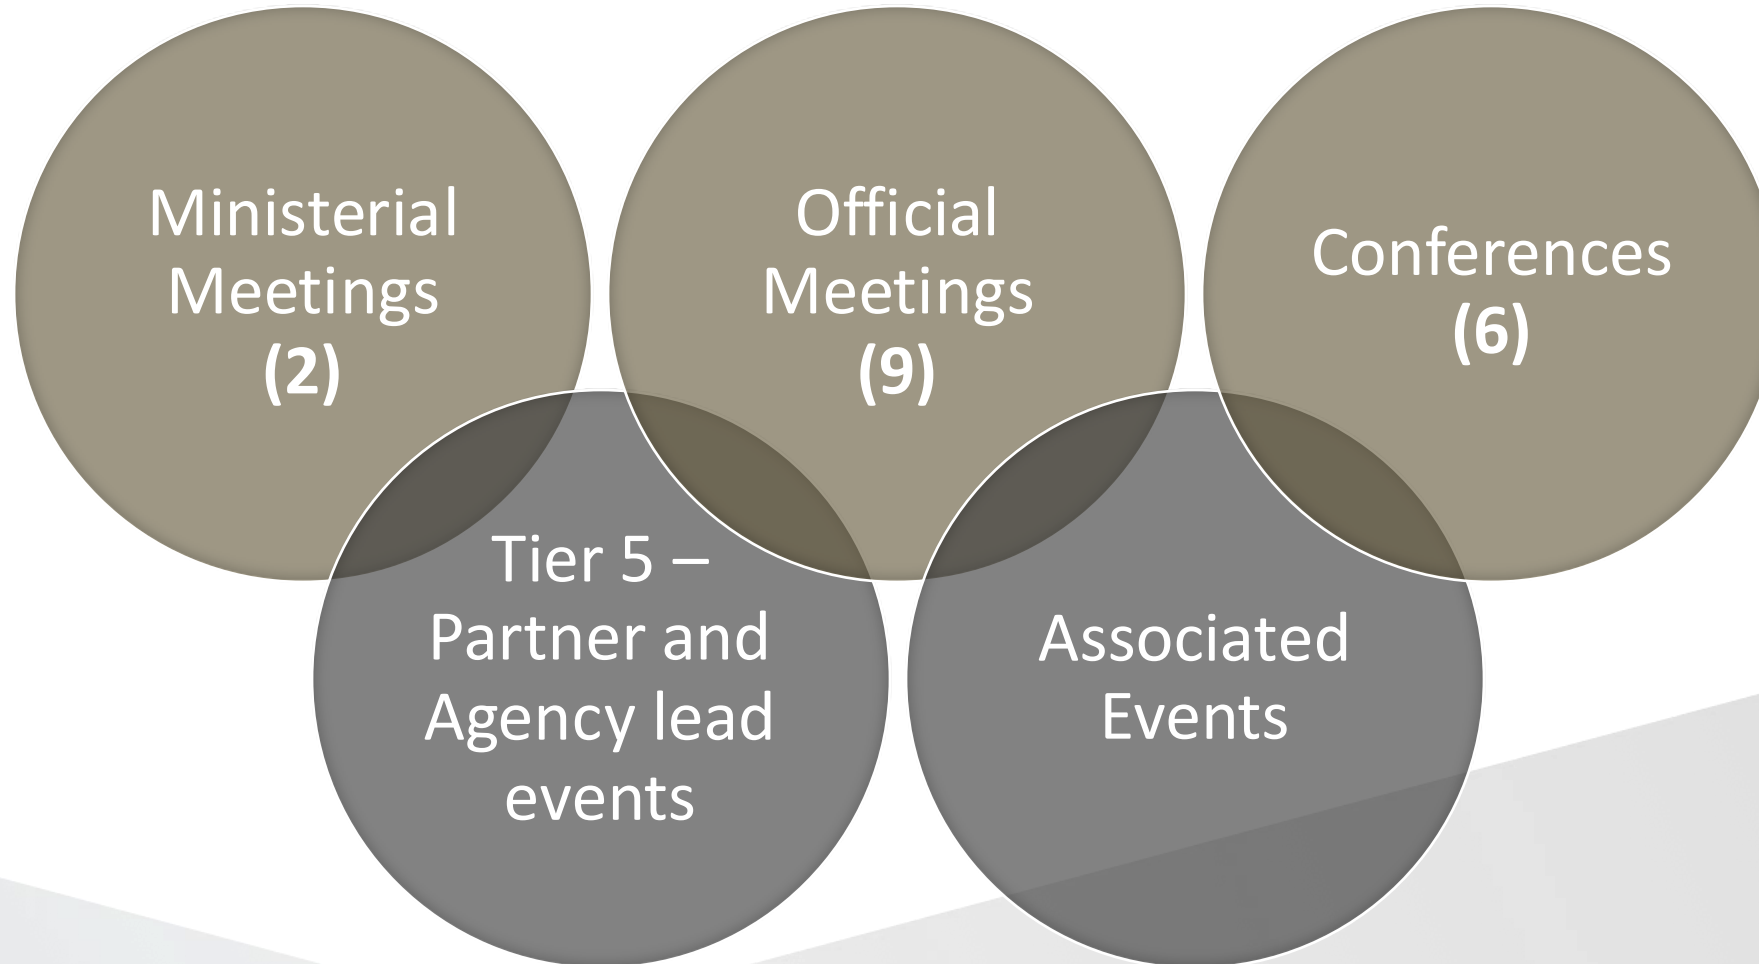 Ministerial
Meetings
(2)
Official
Meetings
(9)
Conferences
(6)
Tier 5 –
Partner and
Agency lead
events
Associated
Events